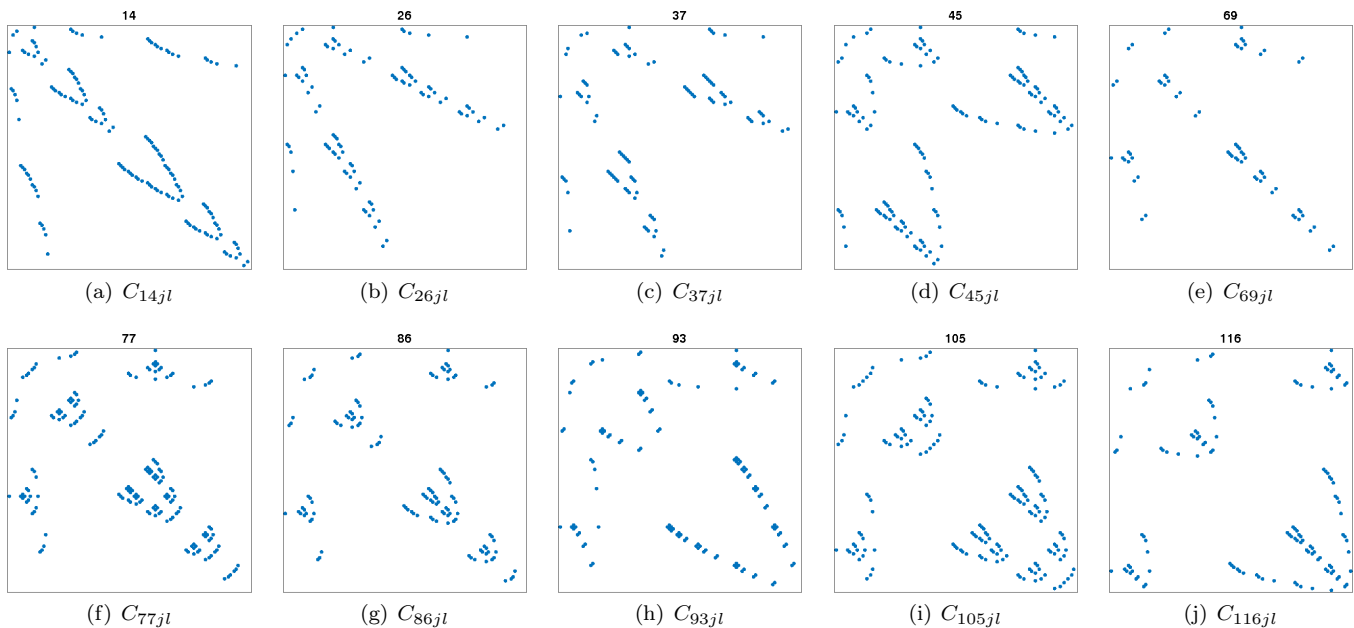 14 26 37 45 69
(a) C14jl (b) C26jl (c) C37jl (d) C45jl (e) C69jl
77 86 93 105 116
(f) C77jl (g) C86jl (h) C93jl (i) C105jl (j) C116jl